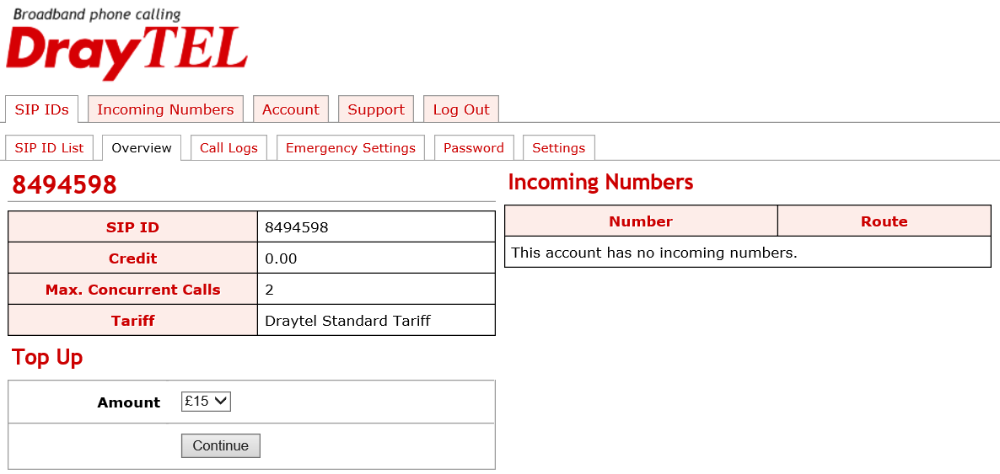 Broadband phone calling
DrayTEL
SIP IDs Incoming Numbers Account Support Log Out
SIP ID List Overview Call Logs Emergency Settings Password Settings
8494598
SIP ID 8494598
Credit 0.00
Max. Concurrent Calls 2
Tariff Draytel Standard Tariff
Top Up
Amount £15
Continue
Incoming Numbers
Number Route
This account has no incoming numbers.